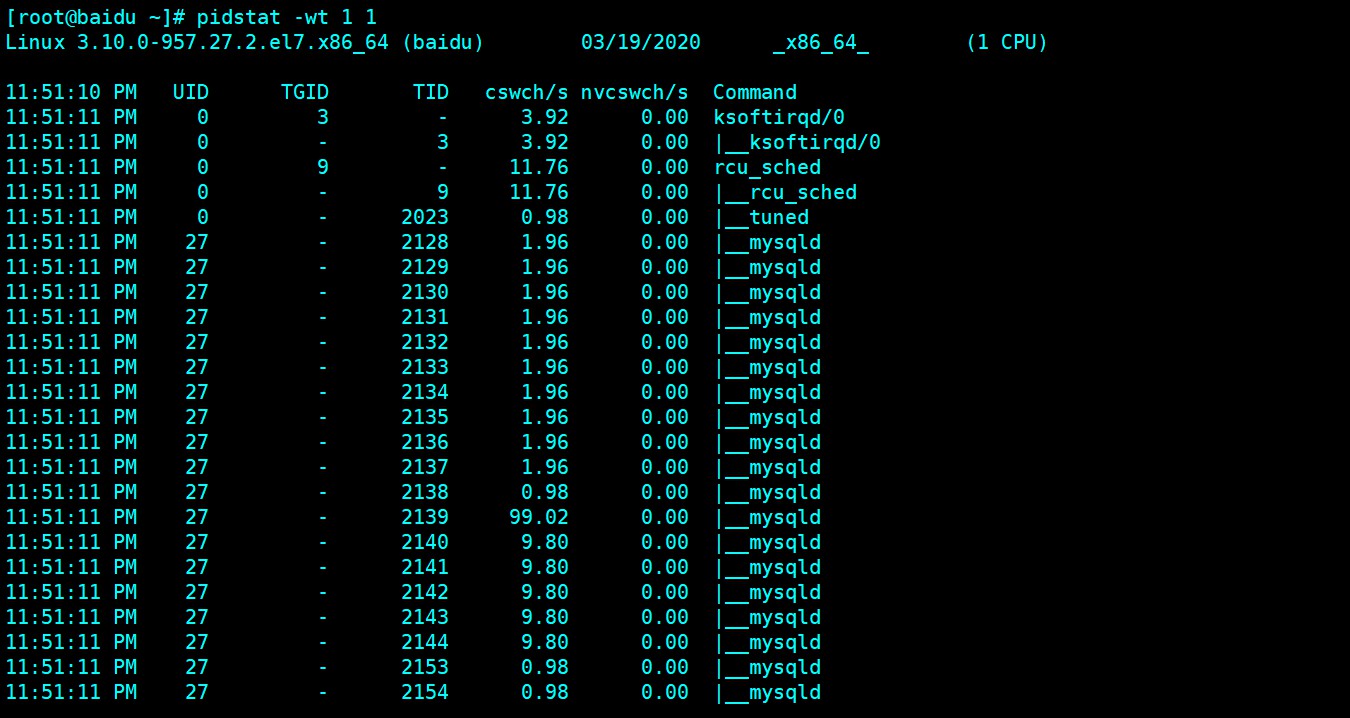 [root@baidu ~]# pidstat -wt 1 1
Linux 3.10.0-957.27.2.el7.x86_64 (baidu)        03/19/2020      _x86_64_        (1 CPU)

11:51:10 PM   UID      TGID       TID   cswch/s nvcswch/s  Command
11:51:11 PM     0         3         -      3.92      0.00  ksoftirqd/0
11:51:11 PM     0         -         3      3.92      0.00  |__ksoftirqd/0
11:51:11 PM     0         9         -     11.76      0.00  rcu_sched
11:51:11 PM     0         -         9     11.76      0.00  |__rcu_sched
11:51:11 PM     0         -      2023      0.98      0.00  |__tuned
11:51:11 PM    27         -      2128      1.96      0.00  |__mysqld
11:51:11 PM    27         -      2129      1.96      0.00  |__mysqld
11:51:11 PM    27         -      2130      1.96      0.00  |__mysqld
11:51:11 PM    27         -      2131      1.96      0.00  |__mysqld
11:51:11 PM    27         -      2132      1.96      0.00  |__mysqld
11:51:11 PM    27         -      2133      1.96      0.00  |__mysqld
11:51:11 PM    27         -      2134      1.96      0.00  |__mysqld
11:51:11 PM    27         -      2135      1.96      0.00  |__mysqld
11:51:11 PM    27         -      2136      1.96      0.00  |__mysqld
11:51:11 PM    27         -      2137      1.96      0.00  |__mysqld
11:51:11 PM    27         -      2138      0.98      0.00  |__mysqld
11:51:11 PM    27         -      2139     99.02      0.00  |__mysqld
11:51:11 PM    27         -      2140      9.80      0.00  |__mysqld
11:51:11 PM    27         -      2141      9.80      0.00  |__mysqld
11:51:11 PM    27         -      2142      9.80      0.00  |__mysqld
11:51:11 PM    27         -      2143      9.80      0.00  |__mysqld
11:51:11 PM    27         -      2144      9.80      0.00  |__mysqld
11:51:11 PM    27         -      2153      0.98      0.00  |__mysqld
11:51:11 PM    27         -      2154      0.98      0.00  |__mysqld